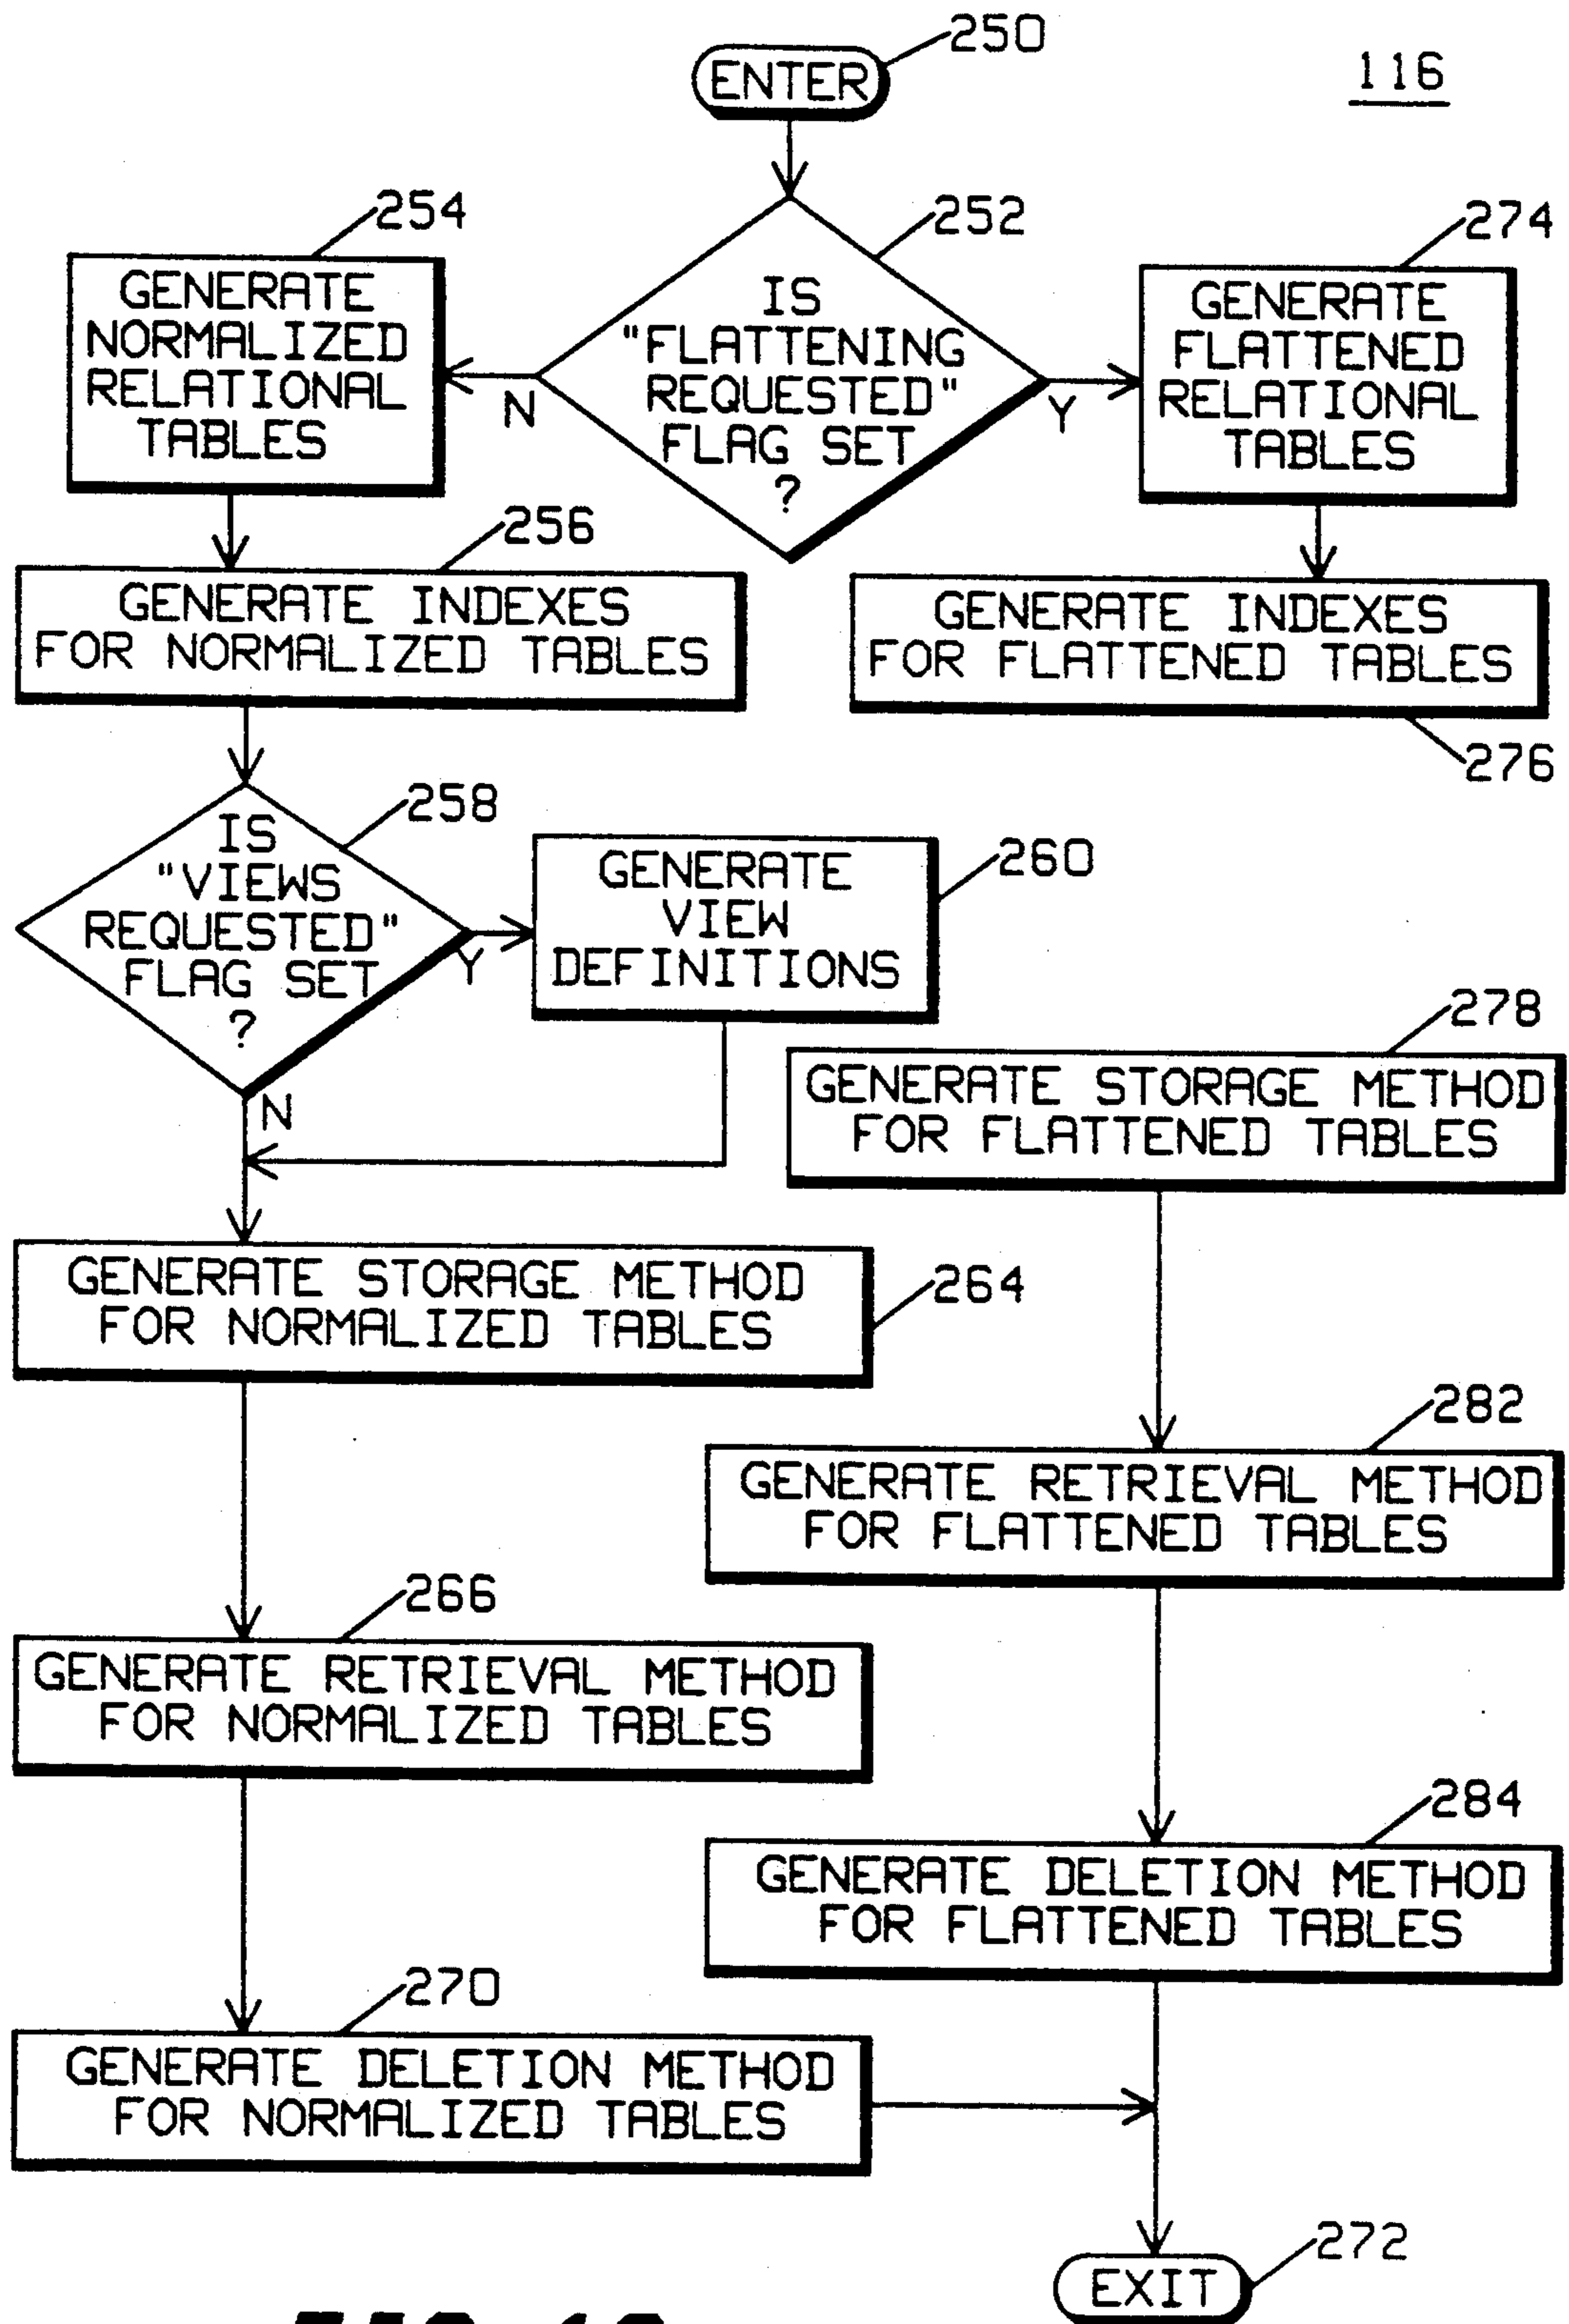 250
ENTER
116
254
252
274
GENERATE
NORMALIZED
RELATIONAL
TABLES
IS
"FLATTENING
REQUESTED"
FLAG SET
?
N
Y
GENERATE
FLATTENED
RELATIONAL
TABLES
256
GENERATE INDEXES
FOR NORMALIZED TABLES
GENERATE INDEXES
FOR FLATTENED TABLES
276
258
IS
"VIEWS
REQUESTED"
FLAG SET
?
Y
N
260
GENERATE
VIEW
DEFINITIONS
278
GENERATE STORAGE METHOD
FOR FLATTENED TABLES
GENERATE STORAGE METHOD
FOR NORMALIZED TABLES
264
282
GENERATE RETRIEVAL METHOD
FOR FLATTENED TABLES
266
GENERATE RETRIEVAL METHOD
FOR NORMALIZED TABLES
284
GENERATE DELETION METHOD
FOR FLATTENED TABLES
270
GENERATE DELETION METHOD
FOR NORMALIZED TABLES
272
EXIT